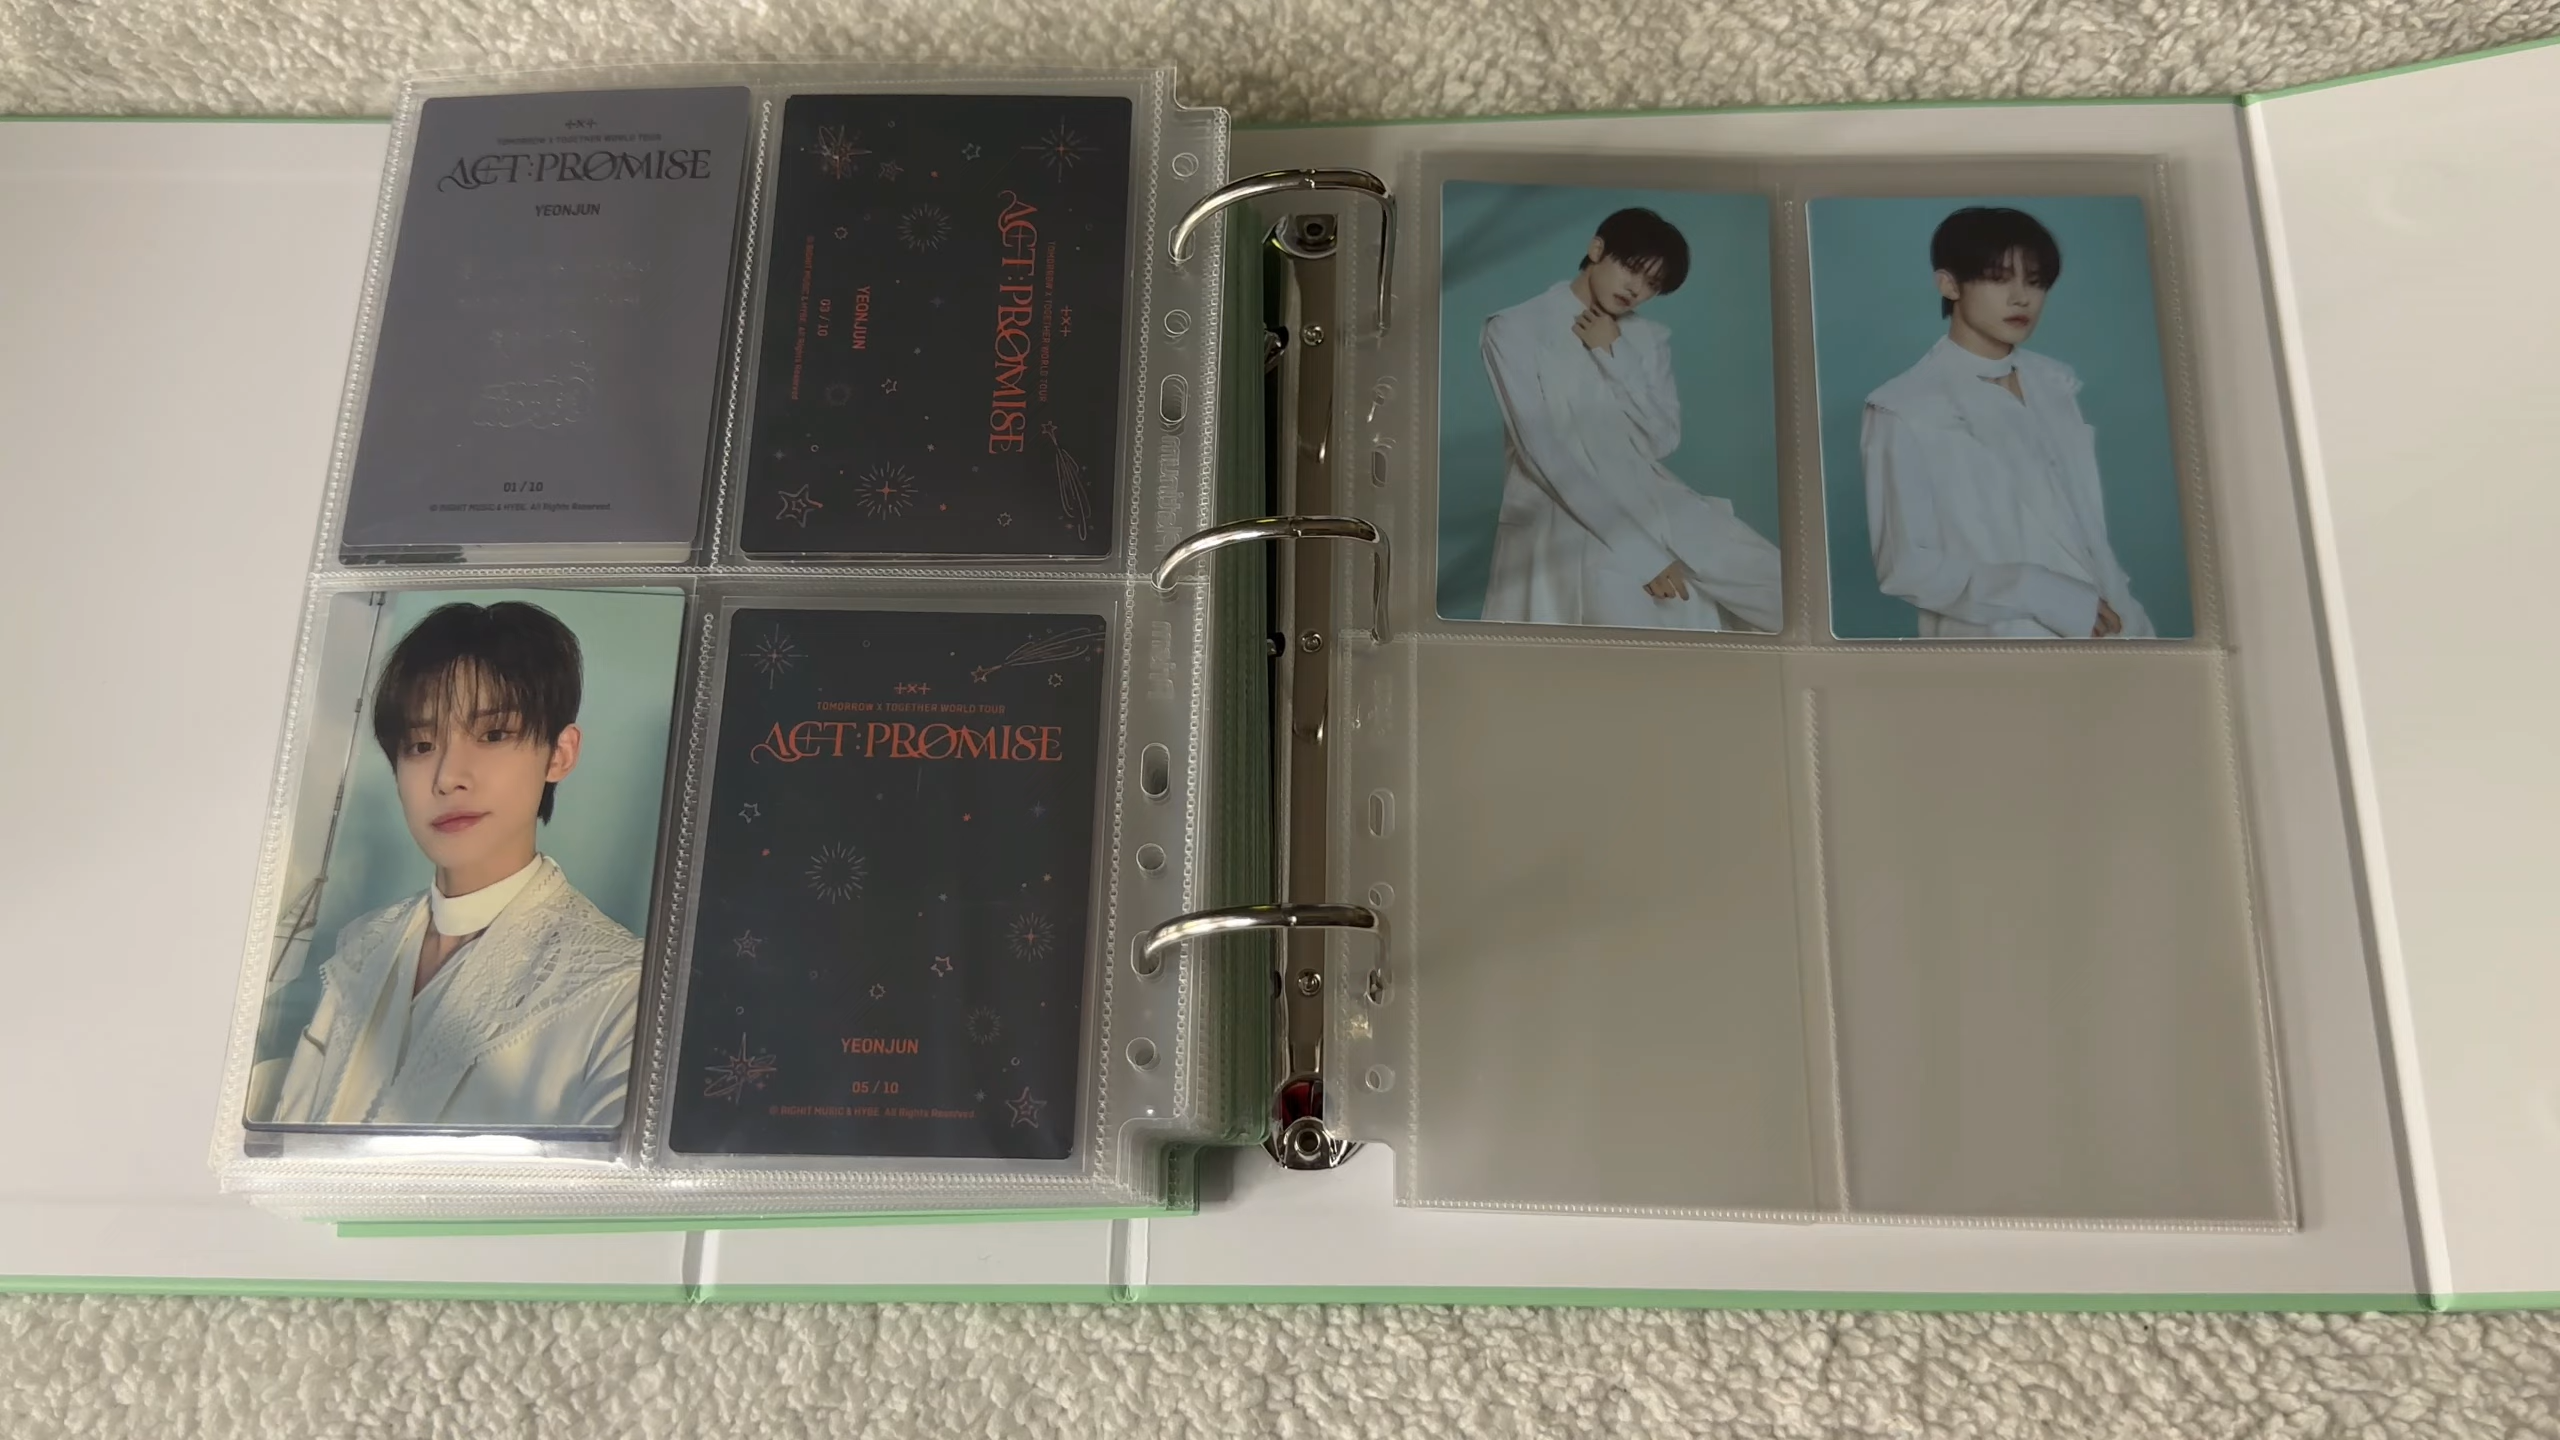 TOMORROW X TOGETHER WORLD TOUR
ACT:PROMISE
YEONJUN
01 / 10
© BIGHIT MUSIC & HYBE. All Rights Reserved.
TOMORROW X TOGETHER WORLD TOUR
ACT:PROMISE
YEONJUN
03 / 10
© BIGHIT MUSIC & HYBE. All Rights Reserved.
TOMORROW X TOGETHER WORLD TOUR
ACT:PROMISE
YEONJUN
05 / 10
© BIGHIT MUSIC & HYBE. All Rights Reserved.